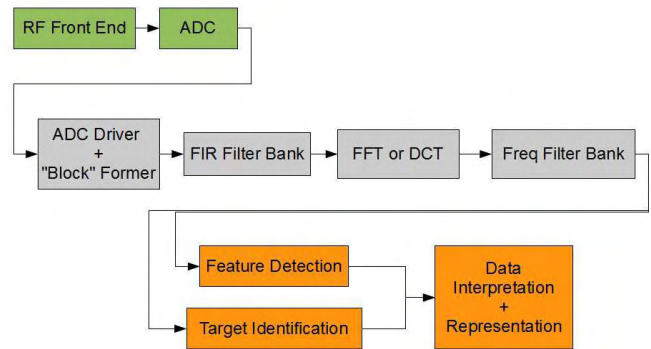 RF Front End
ADC
ADC Driver
+
"Block" Former
FIR Filter Bank
FFT or DCT
Freq Filter Bank
Feature Detection
Target Identification
Data
Interpretation
+
Representation